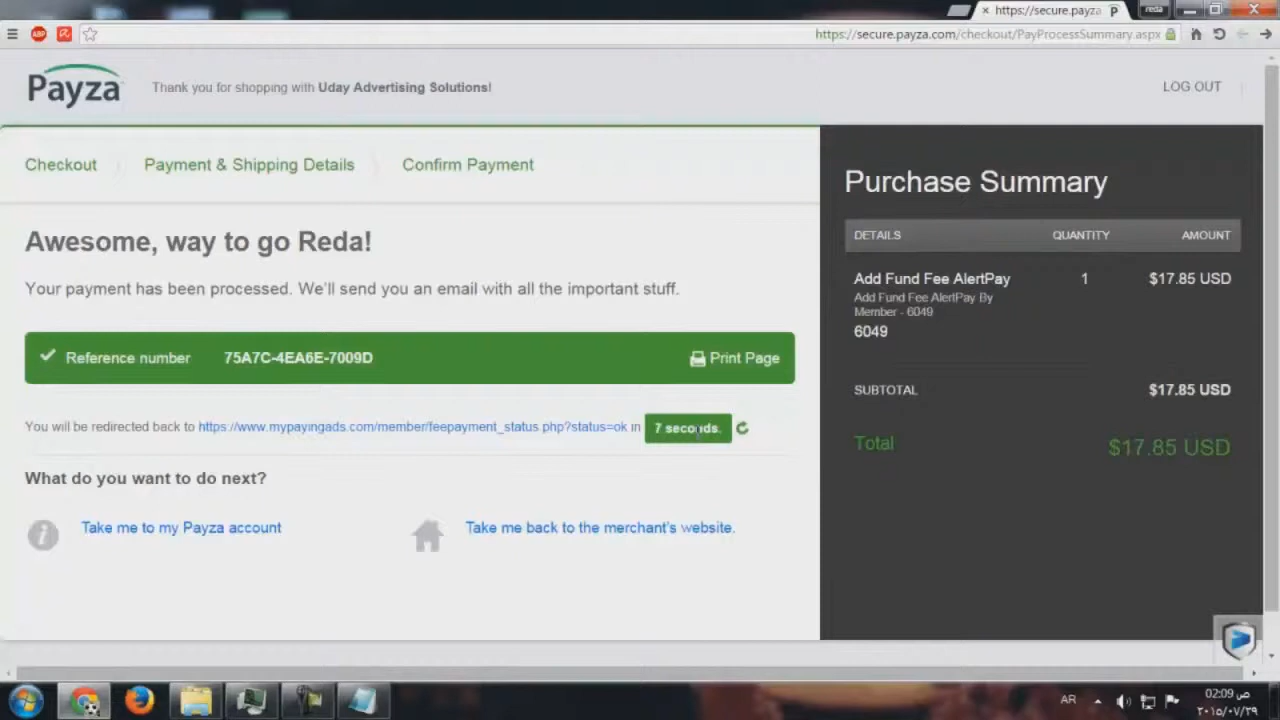 https://secure.payza
reda
https://secure.payza.com/checkout/PayProcessSummary.aspx
ABP
Payza
Thank you for shopping with Uday Advertising Solutions!
LOG OUT
Checkout
Payment & Shipping Details
Confirm Payment
Awesome, way to go Reda!
Your payment has been processed. We'll send you an email with all the important stuff.
Reference number 75A7C-4EA6E-7009D
Print Page
You will be redirected back to https://www.mypayingads.com/member/feepayment_status.php?status=ok in 7 seconds.
What do you want to do next?
Take me to my Payza account
Take me back to the merchant's website.
Purchase Summary
DETAILS QUANTITY AMOUNT
Add Fund Fee AlertPay 1 $17.85 USD
Add Fund Fee AlertPay By
Member - 6049
6049
SUBTOTAL $17.85 USD
Total $17.85 USD
AR
02:09 ص
٢٠١٥/٠٧/٢٩